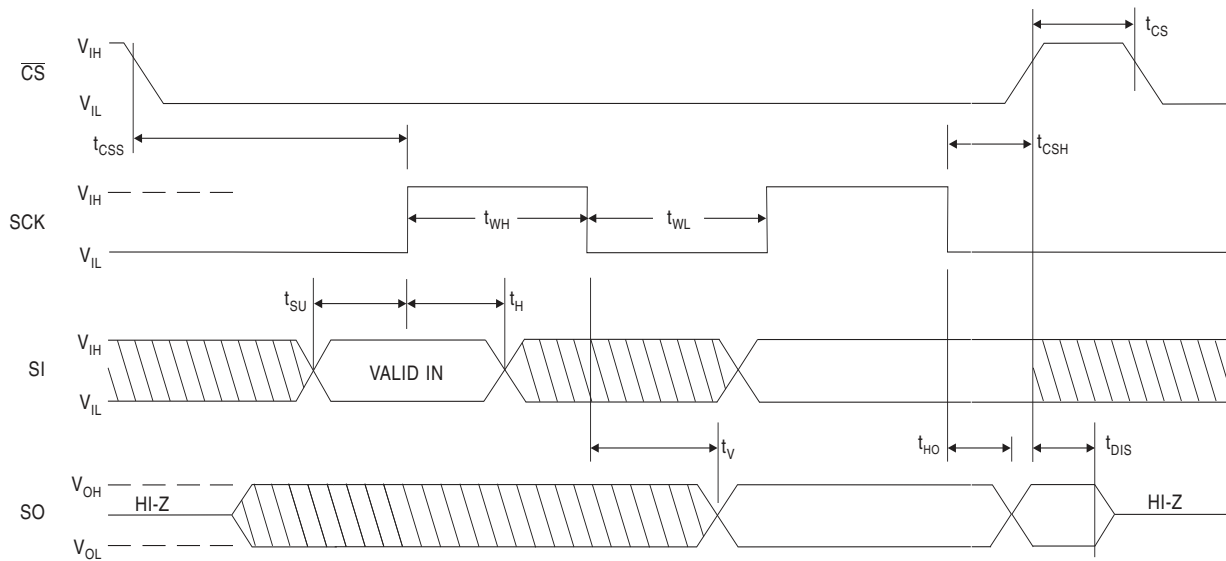 t_CS
V_IH
C̅S̅
V_IL
t_CSS
t_CSH
V_IH
SCK
t_WH
t_WL
V_IL
t_SU
t_H
V_IH
SI
VALID IN
V_IL
t_V
t_HO
t_DIS
V_OH
HI-Z
HI-Z
SO
V_OL